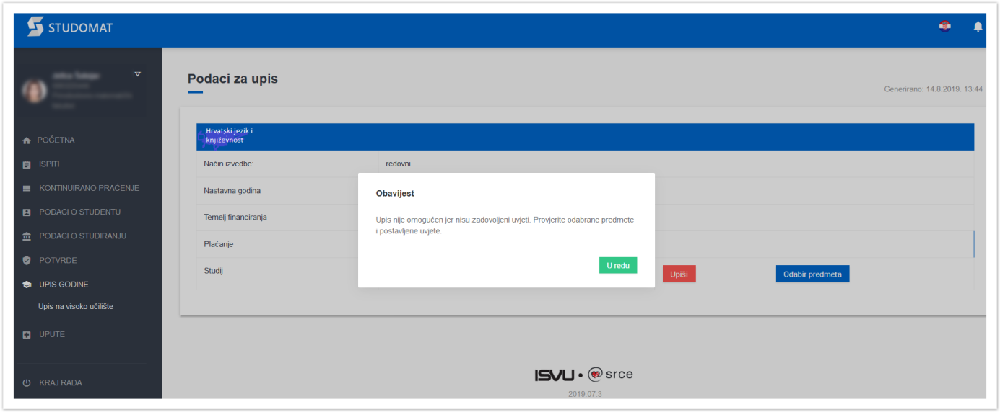 STUDOMAT
POČETNA
ISPITI
KONTINUIRANO PRAĆENJE
PODACI O STUDENTU
PODACI O STUDIRANJU
POTVRDE
UPIS GODINE
Upis na visoko učilište
UPUTE
KRAJ RADA
Podaci za upis
Generirano: 14.8.2019. 13:44
Hrvatski jezik i
književnost
Način izvedbe: redovni
Nastavna godina
Temelj financiranja
Plaćanje
Studij Upiši Odabir predmeta
Obavijest
Upis nije omogućen jer nisu zadovoljeni uvjeti. Provjerite odabrane predmete
i postavljene uvjete.
U redu
ISVU • srce
2019.07.3